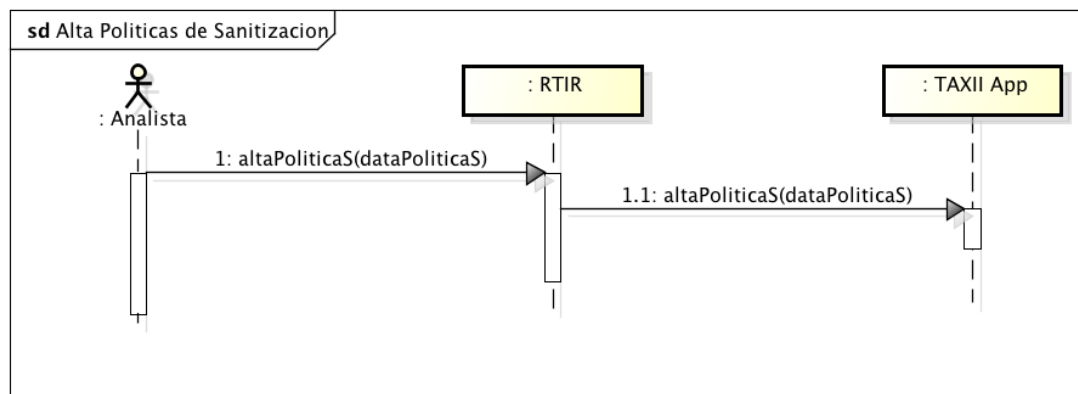 sd Alta Politicas de Sanitizacion
: Analista
: RTIR
: TAXII App
1: altaPoliticaS(dataPoliticaS)
1.1: altaPoliticaS(dataPoliticaS)